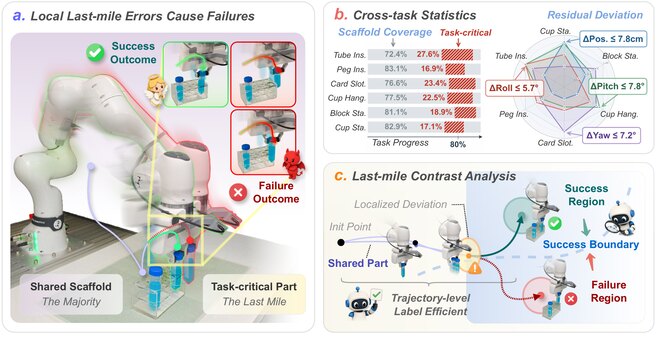 a. Local Last-mile Errors Cause Failures
Success
Outcome
Failure
Outcome
Shared Scaffold
The Majority
Task-critical Part
The Last Mile
b. Cross-task Statistics
Scaffold Coverage
Task-critical
Tube Ins. 72.4% 27.6%
Peg Ins. 83.1% 16.9%
Card Slot. 76.6% 23.4%
Cup Hang. 77.5% 22.5%
Block Sta. 81.1% 18.9%
Cup Sta. 82.9% 17.1%
Task Progress 80%
Residual Deviation
Cup Sta.
ΔPos. ≤ 7.8cm
Tube Ins.
Block Sta.
ΔRoll ≤ 5.7°
ΔPitch ≤ 7.8°
Peg Ins.
Cup Hang.
Card Slot.
ΔYaw ≤ 7.2°
c. Last-mile Contrast Analysis
Localized Deviation
Init Point
Shared Part
Trajectory-level
Label Efficient
Success
Region
Success Boundary
Failure
Region